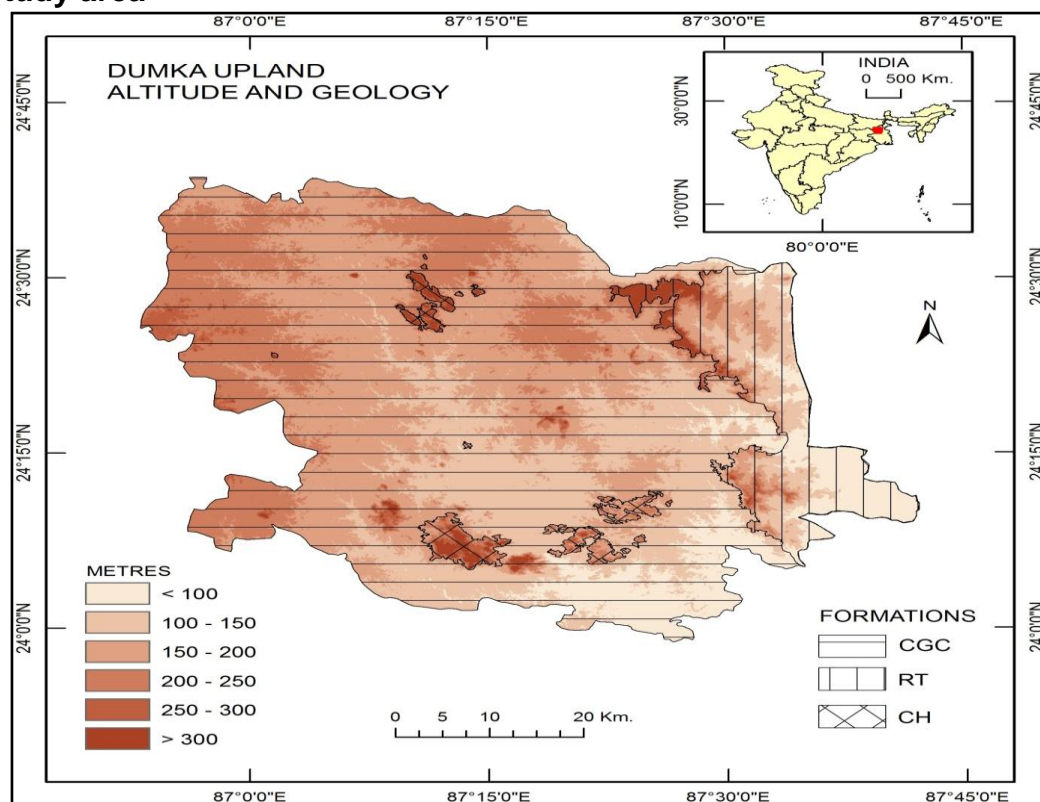 tudy area
87°0'0"E 87°15'0"E 87°30'0"E 87°45'0"E
DUMKA UPLAND
ALTITUDE AND GEOLOGY
INDIA
0 500 Km.
30°0'0"N
10°0'0"N
80°0'0"E
24°45'0"N 24°45'0"N
24°30'0"N 24°30'0"N
N
24°15'0"N 24°15'0"N
24°0'0"N 24°0'0"N
METRES
< 100
100 - 150
150 - 200
200 - 250
250 - 300
> 300
0 5 10 20 Km.
FORMATIONS
CGC
RT
CH
87°0'0"E 87°15'0"E 87°30'0"E 87°45'0"E